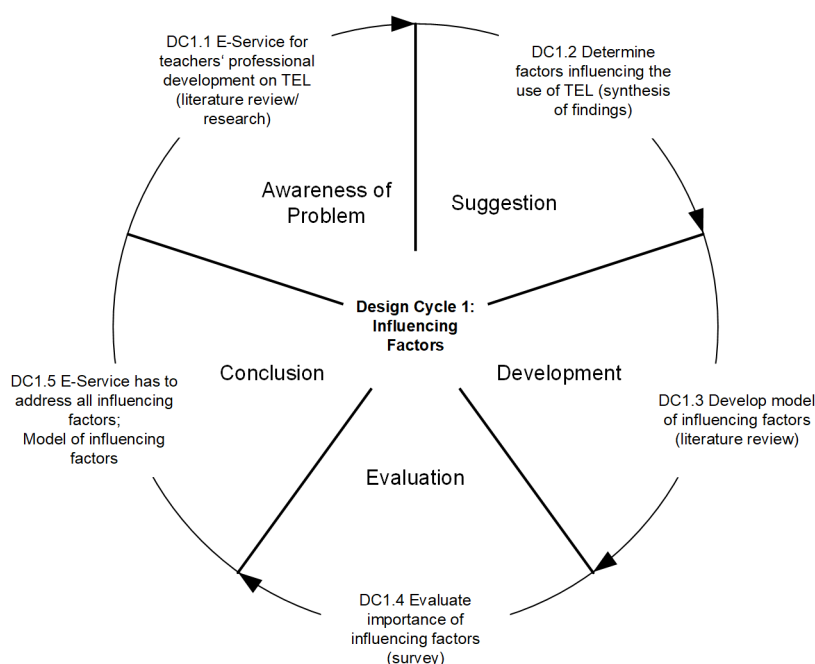 DC1.1 E-Service for
teachers‘ professional
development on TEL
(literature review/
research)
DC1.2 Determine
factors influencing the
use of TEL (synthesis
of findings)
Awareness of
Problem
Suggestion
Design Cycle 1:
Influencing
Factors
Conclusion
Development
DC1.5 E-Service has to
address all influencing
factors;
Model of influencing
factors
DC1.3 Develop model
of influencing factors
(literature review)
Evaluation
DC1.4 Evaluate
importance of
influencing factors
(survey)